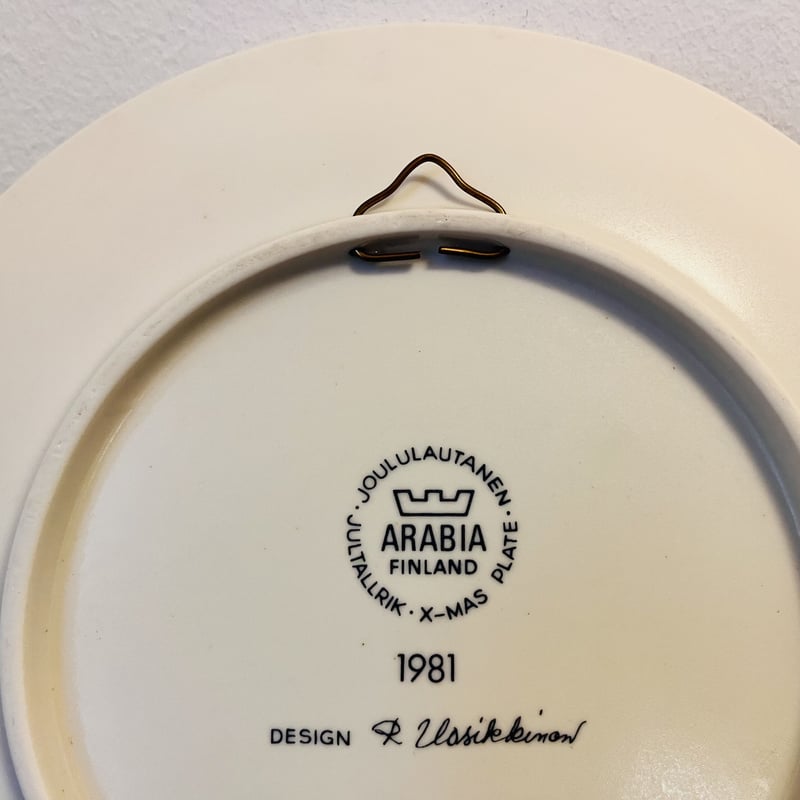 JOULULAUTANEN · X-MAS PLATE · JULTALLRIK ·
ARABIA
FINLAND
1981
DESIGN R Uosikkinen